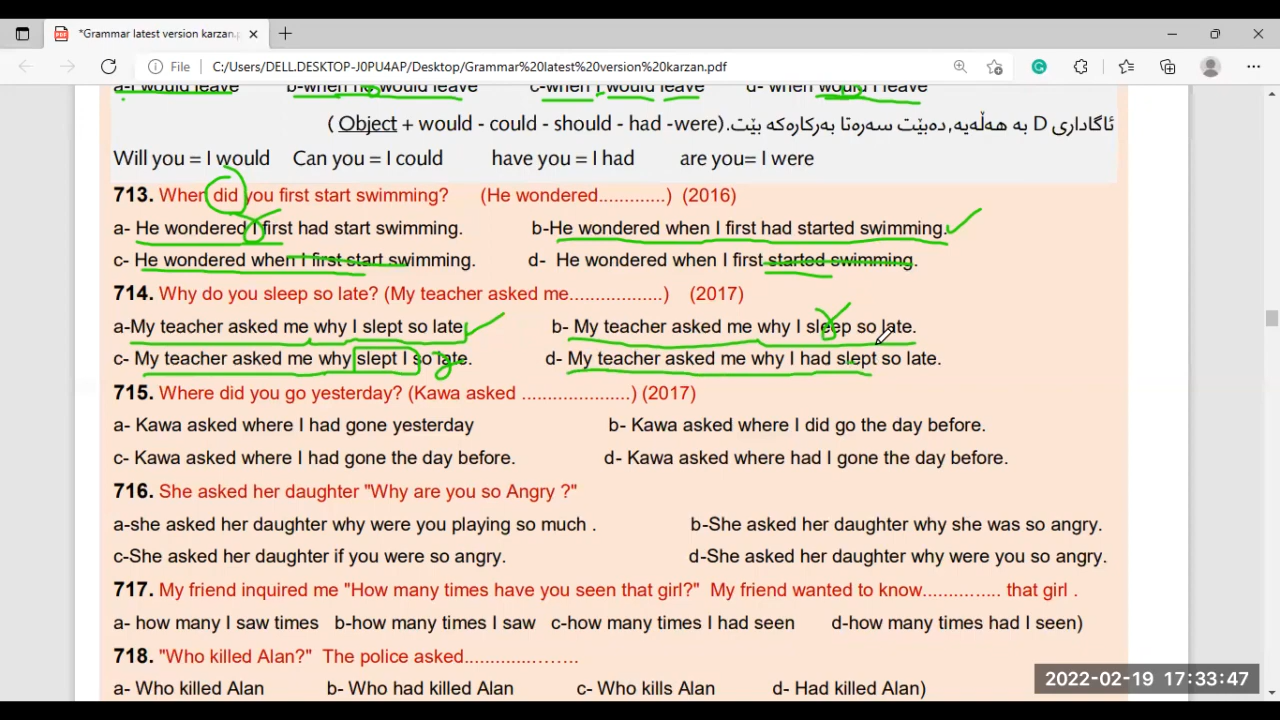 *Grammar latest version karzan.p
File
C:/Users/DELL.DESKTOP-J0PU4AP/Desktop/Grammar%20latest%20version%20karzan.pdf
a-I would leave b-when he would leave c-when I would leave d- when would I leave
ئاگاداری D بە هەڵەیە, دەبێت سەرەتا بەرکارەکە بێت.(Object + would - could - should - had -were )
Will you = I would Can you = I could have you = I had are you= I were
713. When did you first start swimming? (He wondered.............) (2016)
a- He wondered I first had start swimming. b-He wondered when I first had started swimming.
c- He wondered when I first start swimming. d- He wondered when I first started swimming.
714. Why do you sleep so late? (My teacher asked me..................) (2017)
a-My teacher asked me why I slept so late b- My teacher asked me why I sleep so late.
c- My teacher asked me why slept I so late. d- My teacher asked me why I had slept so late.
715. Where did you go yesterday? (Kawa asked .....................) (2017)
a- Kawa asked where I had gone yesterday b- Kawa asked where I did go the day before.
c- Kawa asked where I had gone the day before. d- Kawa asked where had I gone the day before.
716. She asked her daughter "Why are you so Angry ?"
a-she asked her daughter why were you playing so much . b-She asked her daughter why she was so angry.
c-She asked her daughter if you were so angry. d-She asked her daughter why were you so angry.
717. My friend inquired me "How many times have you seen that girl?" My friend wanted to know............... that girl .
a- how many I saw times b-how many times I saw c-how many times I had seen d-how many times had I seen)
718. "Who killed Alan?" The police asked......................
a- Who killed Alan b- Who had killed Alan c- Who kills Alan d- Had killed Alan)
2022-02-19 17:33:47